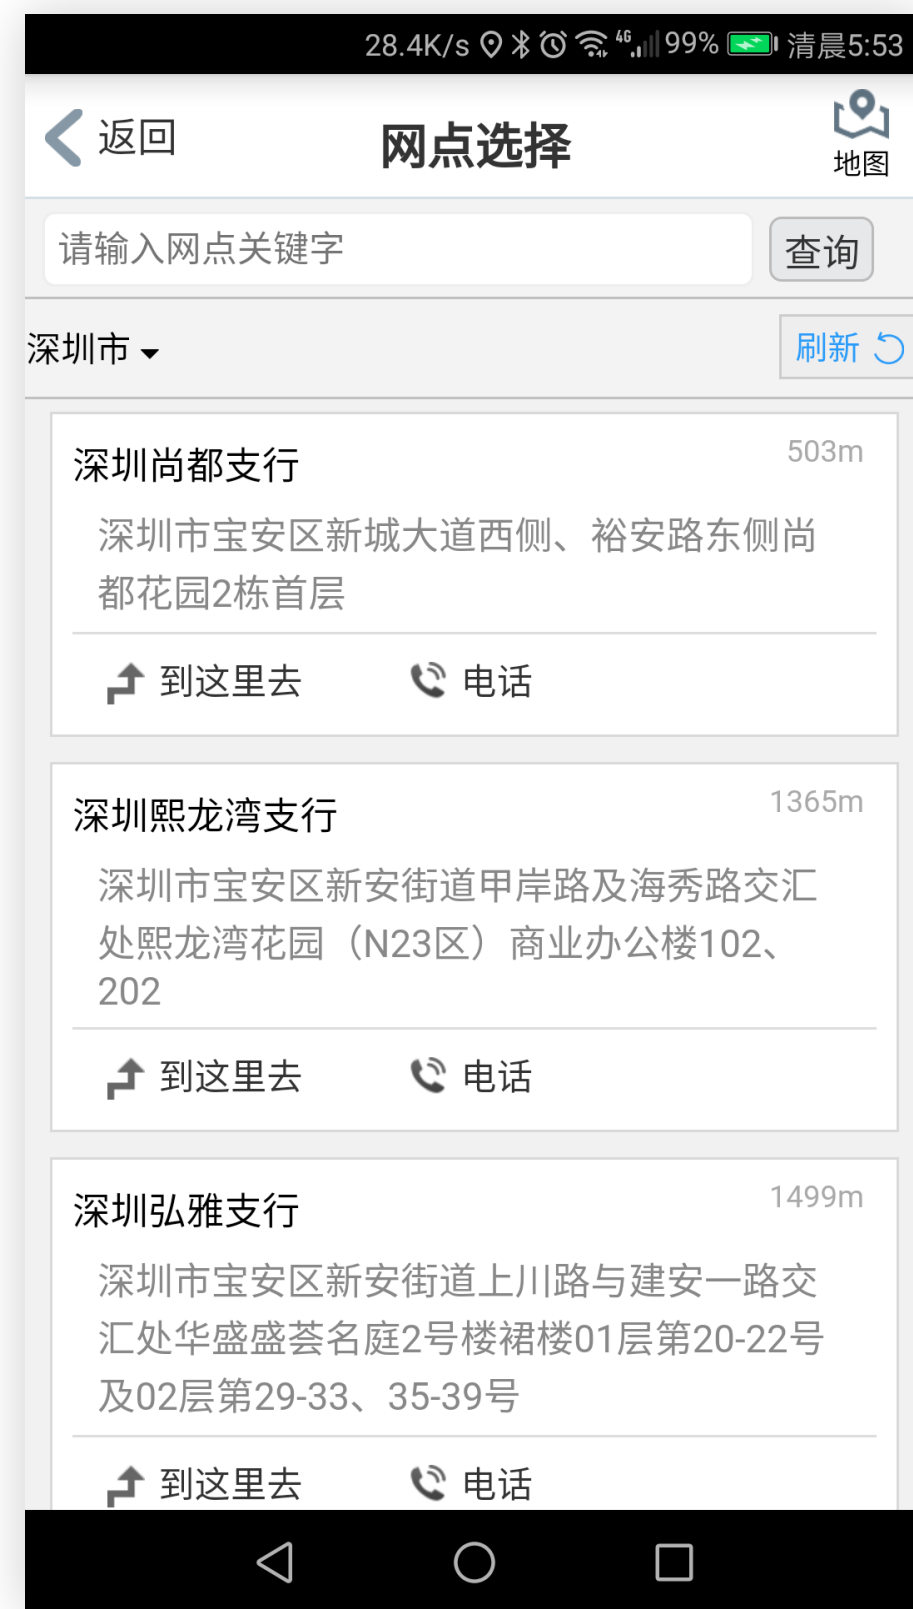 28.4K/s 4G 99% 清晨5:53
返回
网点选择
地图
请输入网点关键字
查询
深圳市
刷新
深圳尚都支行
503m
深圳市宝安区新城大道西侧、裕安路东侧尚
都花园2栋首层
到这里去
电话
深圳熙龙湾支行
1365m
深圳市宝安区新安街道甲岸路及海秀路交汇
处熙龙湾花园（N23区）商业办公楼102、
202
到这里去
电话
深圳弘雅支行
1499m
深圳市宝安区新安街道上川路与建安一路交
汇处华盛盛荟名庭2号楼裙楼01层第20-22号
及02层第29-33、35-39号
到这里去
电话